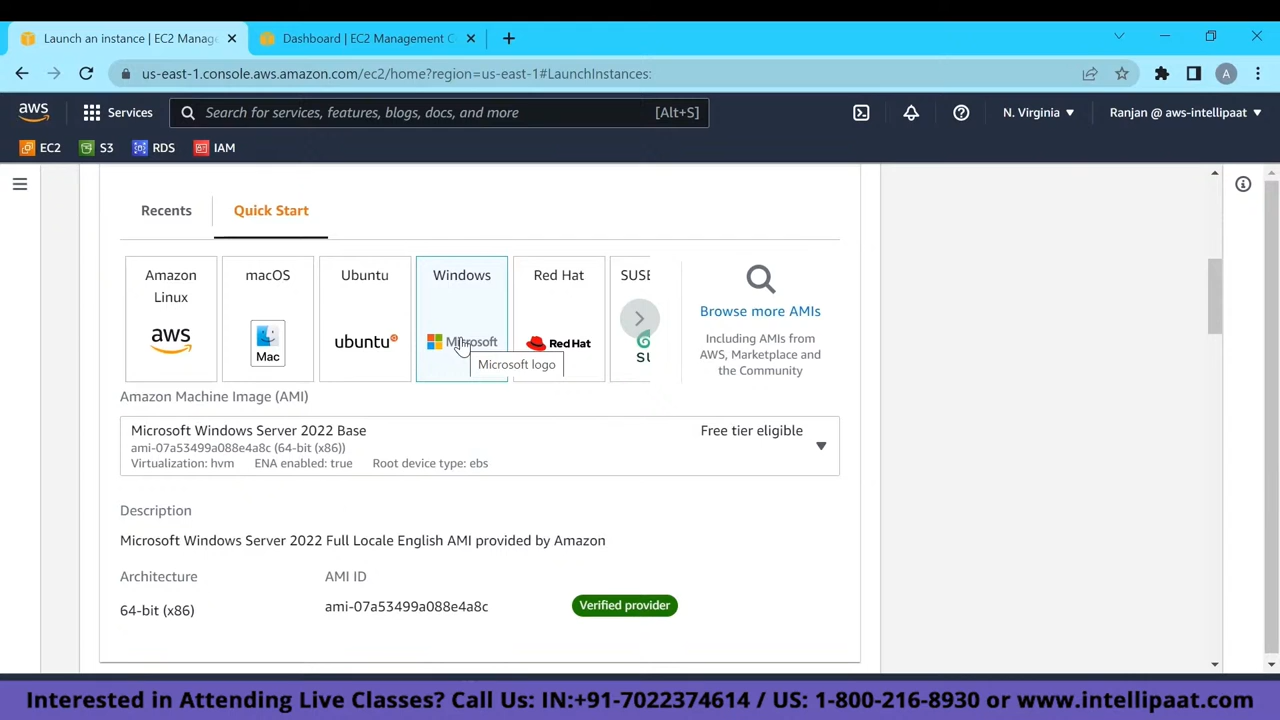 Launch an instance | EC2 Manag
Dashboard | EC2 Management C
us-east-1.console.aws.amazon.com/ec2/home?region=us-east-1#LaunchInstances:
A
aws
Services
Search for services, features, blogs, docs, and more
[Alt+S]
N. Virginia
Ranjan @ aws-intellipaat
EC2
S3
RDS
IAM
Recents
Quick Start
Amazon
Linux
aws
macOS
Mac
Ubuntu
ubuntu
Windows
Microsoft
Microsoft logo
Red Hat
Red Hat
SUSE
SU
Browse more AMIs
Including AMIs from
AWS, Marketplace and
the Community
Amazon Machine Image (AMI)
Microsoft Windows Server 2022 Base
Free tier eligible
ami-07a53499a088e4a8c (64-bit (x86))
Virtualization: hvm ENA enabled: true Root device type: ebs
Description
Microsoft Windows Server 2022 Full Locale English AMI provided by Amazon
Architecture
AMI ID
64-bit (x86)
ami-07a53499a088e4a8c
Verified provider
Interested in Attending Live Classes? Call Us: IN:+91-7022374614 / US: 1-800-216-8930 or www.intellipaat.com